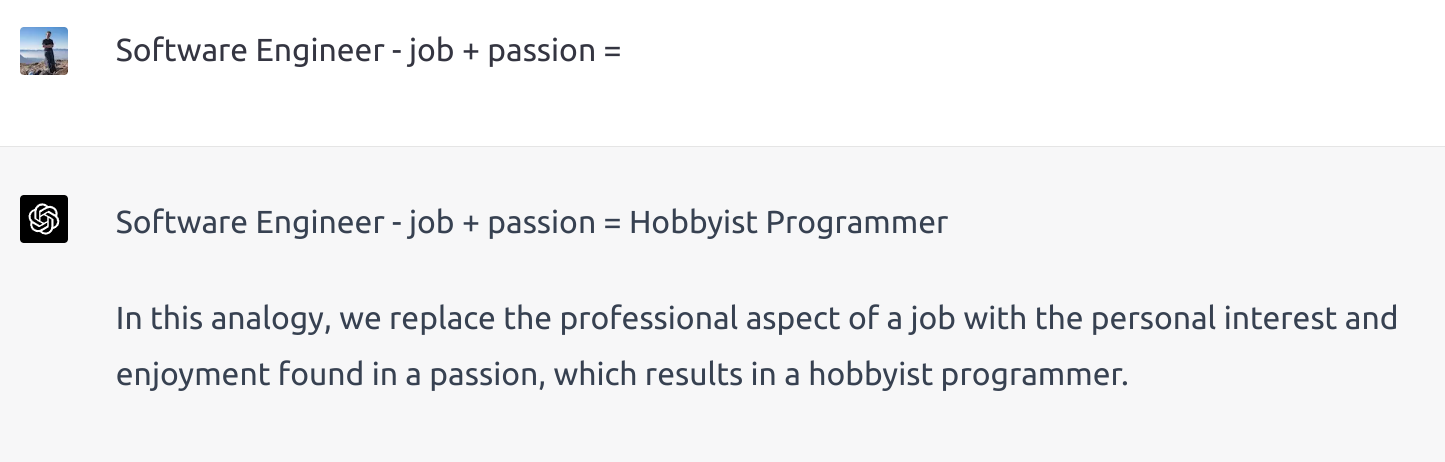 Software Engineer - job + passion =
Software Engineer - job + passion = Hobbyist Programmer
In this analogy, we replace the professional aspect of a job with the personal interest and
enjoyment found in a passion, which results in a hobbyist programmer.